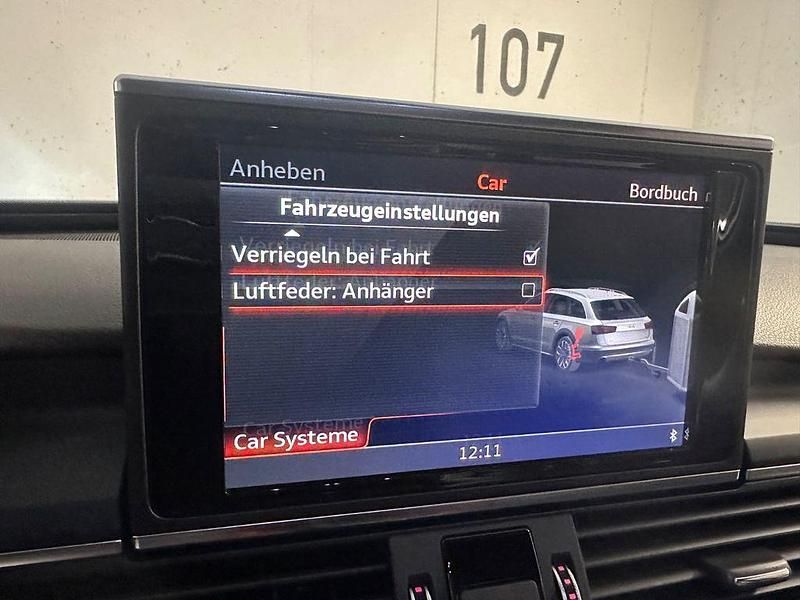 107
Anheben
Car
Bordbuch
Fahrzeugeinstellungen
Verriegeln bei Fahrt
Luftfeder: Anhänger
Car Systeme
12:11